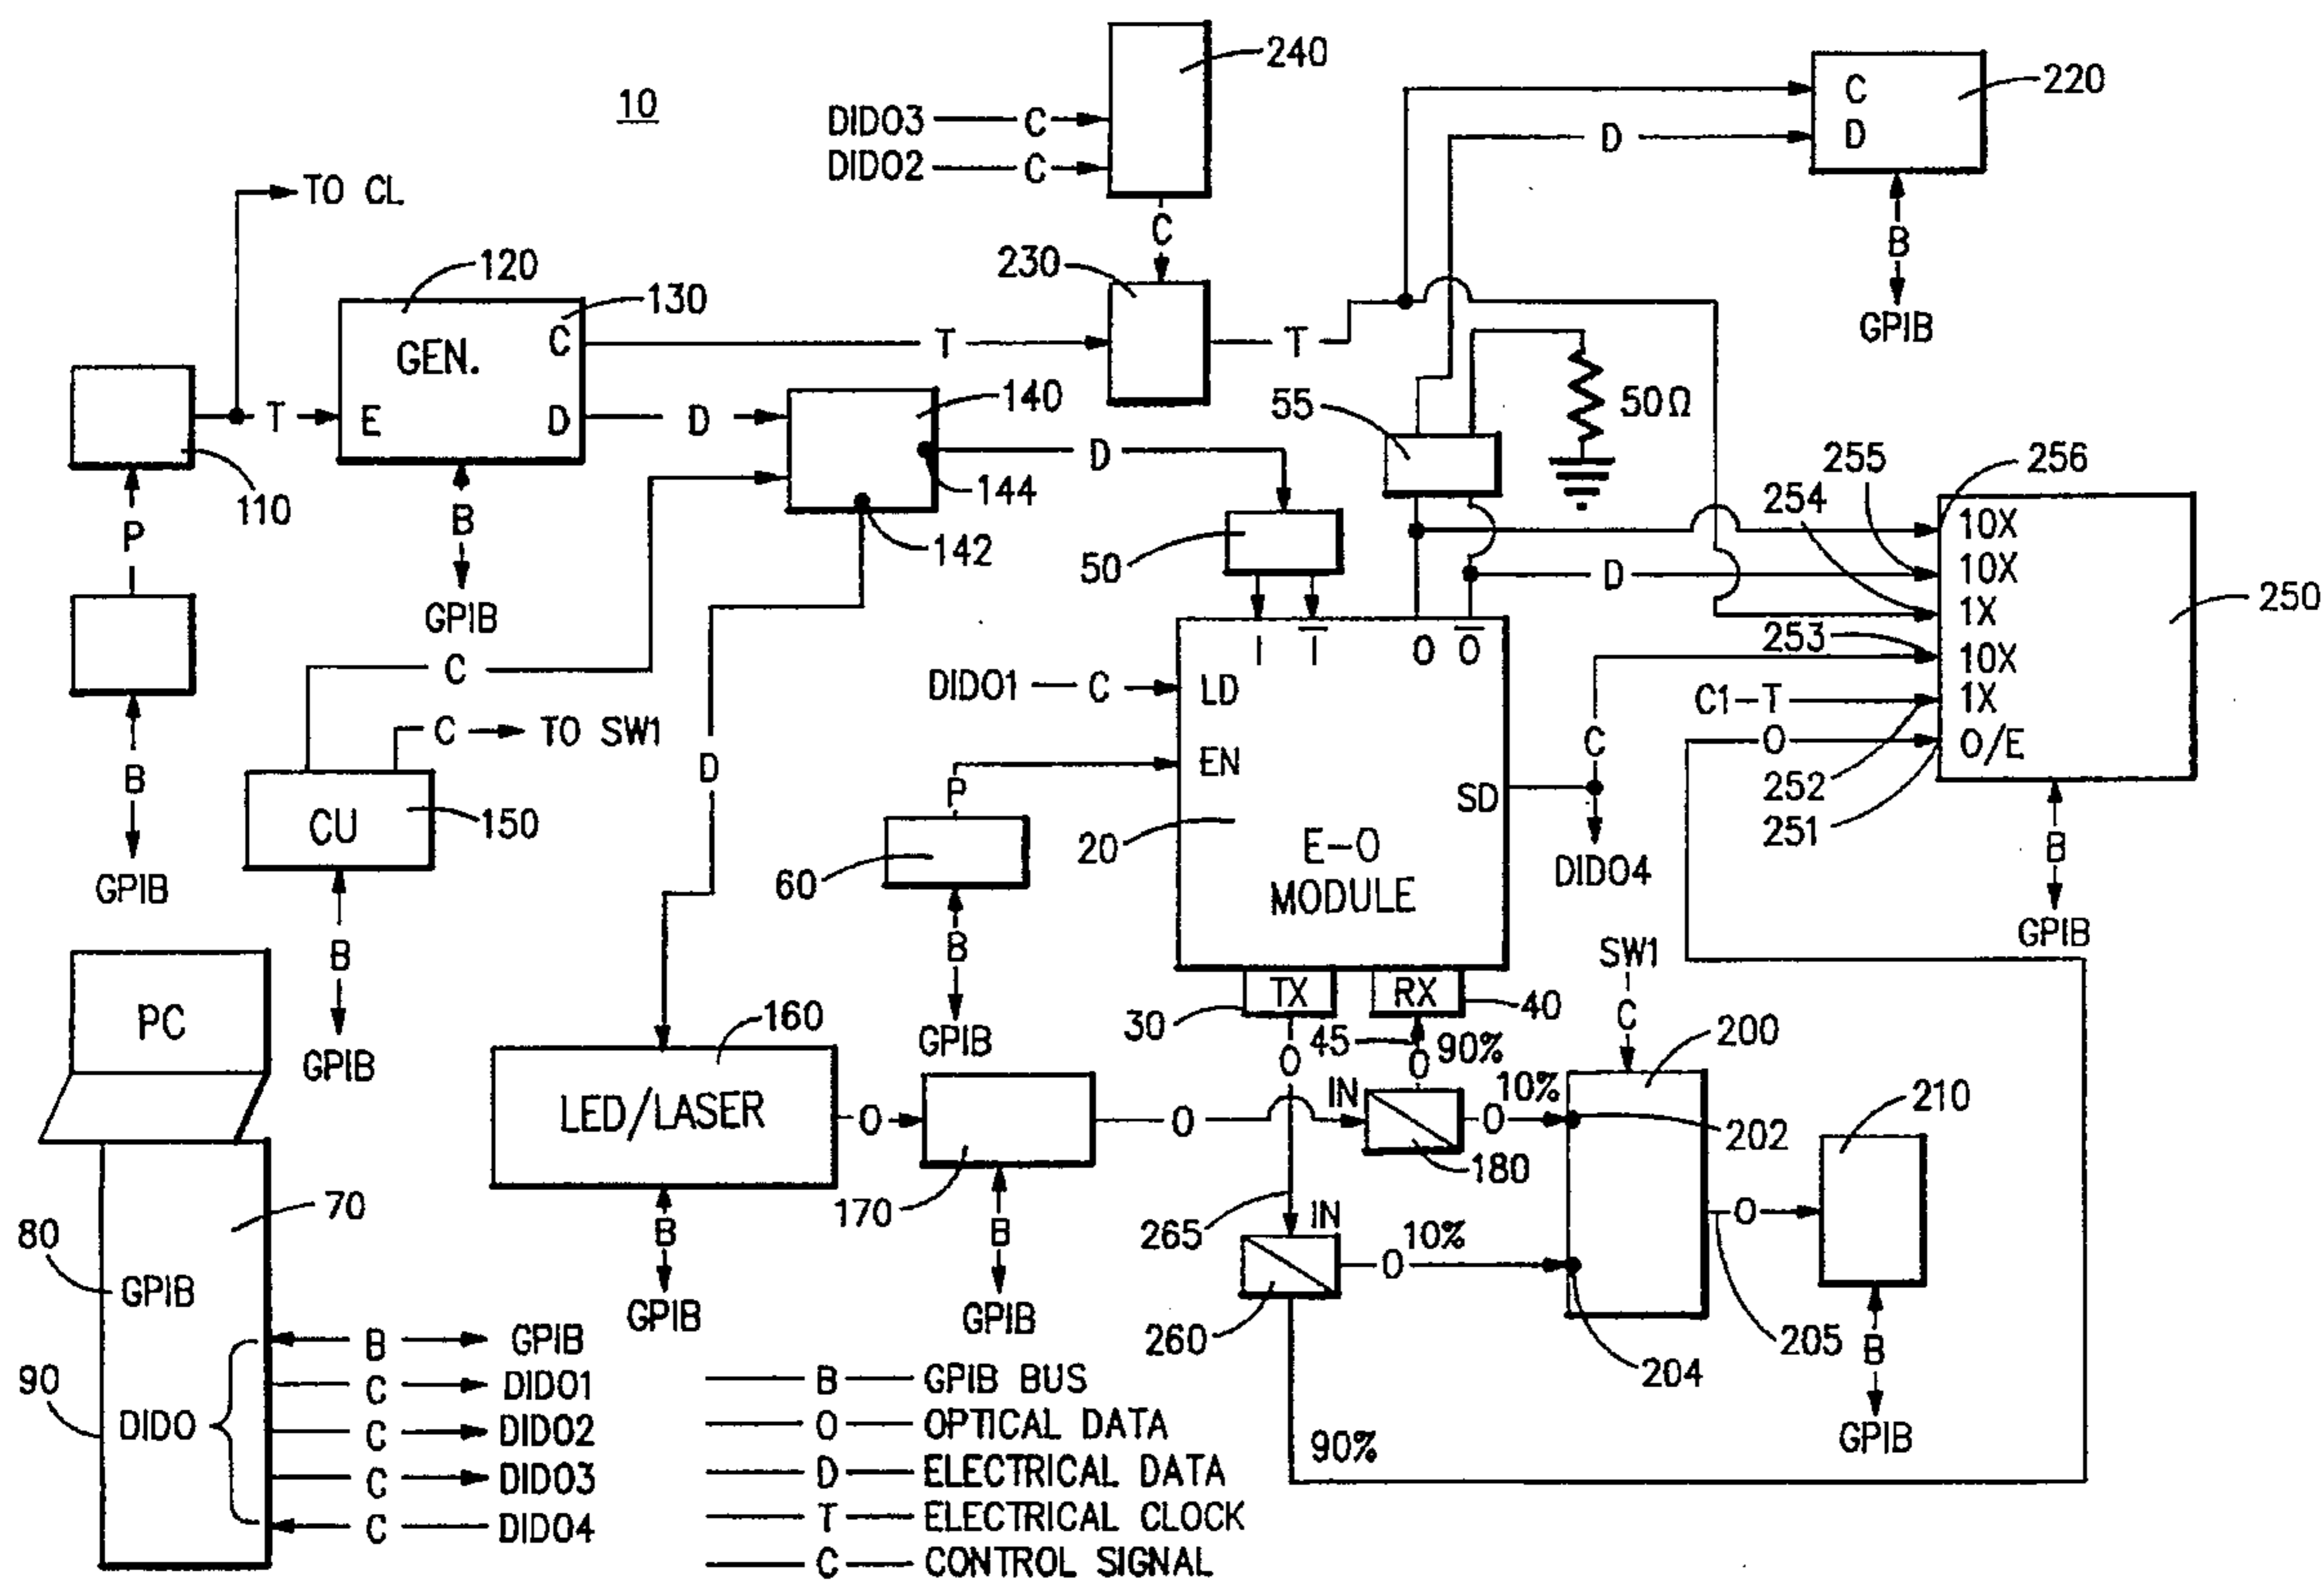 10
240
DIDO3 C
DIDO2 C
C
220
C
D
D
B
GPIB
TO CL
120
130
GEN.
C
E
D
T
T
230
T
D
140
144
142
D
55
50Ω
110
P
B
GPIB
B
GPIB
C
C TO SW1
CU
150
B
GPIB
D
50
I
I̅
O
O̅
DIDO1 C
LD
EN
P
60
B
GPIB
20
E-O
MODULE
SD
C
DIDO4
255
256
254
253
10X
10X
1X
10X
1X
O/E
D
C1-T
O
252
251
250
B
GPIB
TX
RX
30
40
45
O
O
90%
SW1
C
200
PC
160
LED/LASER
O
170
O
IN
180
10%
O
202
210
B
GPIB
B
GPIB
265
IN
260
10%
O
204
205
O
B
GPIB
90%
70
80
GPIB
90
DIDO
B GPIB
C DIDO1
C DIDO2
C DIDO3
C DIDO4
B GPIB BUS
O OPTICAL DATA
D ELECTRICAL DATA
T ELECTRICAL CLOCK
C CONTROL SIGNAL